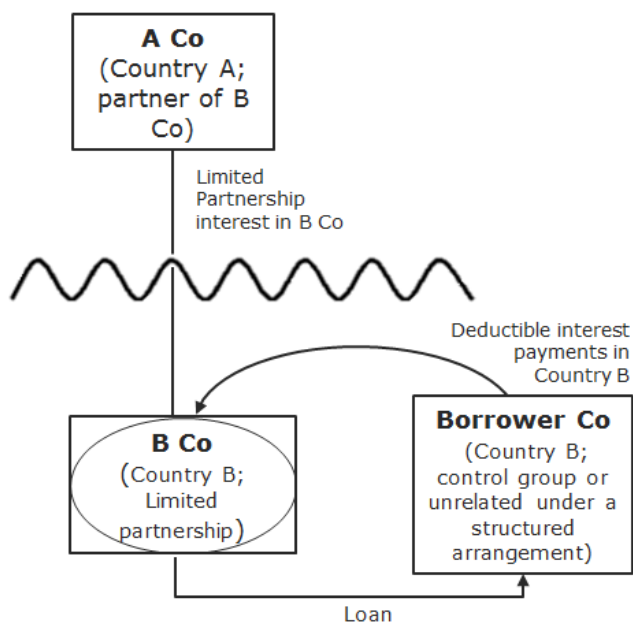 A Co
(Country A;
partner of B
Co)
Limited
Partnership
interest in B Co
Deductible interest
payments in
Country B
B Co
(Country B;
Limited
partnership)
Borrower Co
(Country B;
control group or
unrelated under a
structured
arrangement)
Loan